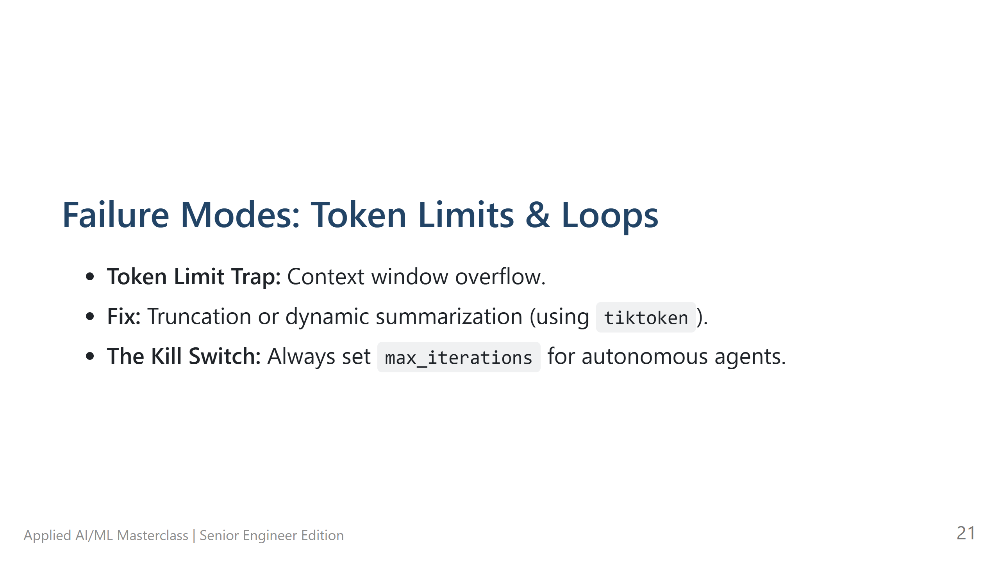 Failure Modes: Token Limits & Loops
• Token Limit Trap: Context window overflow.
• Fix: Truncation or dynamic summarization (using tiktoken).
• The Kill Switch: Always set max_iterations for autonomous agents.
Applied AI/ML Masterclass | Senior Engineer Edition
21